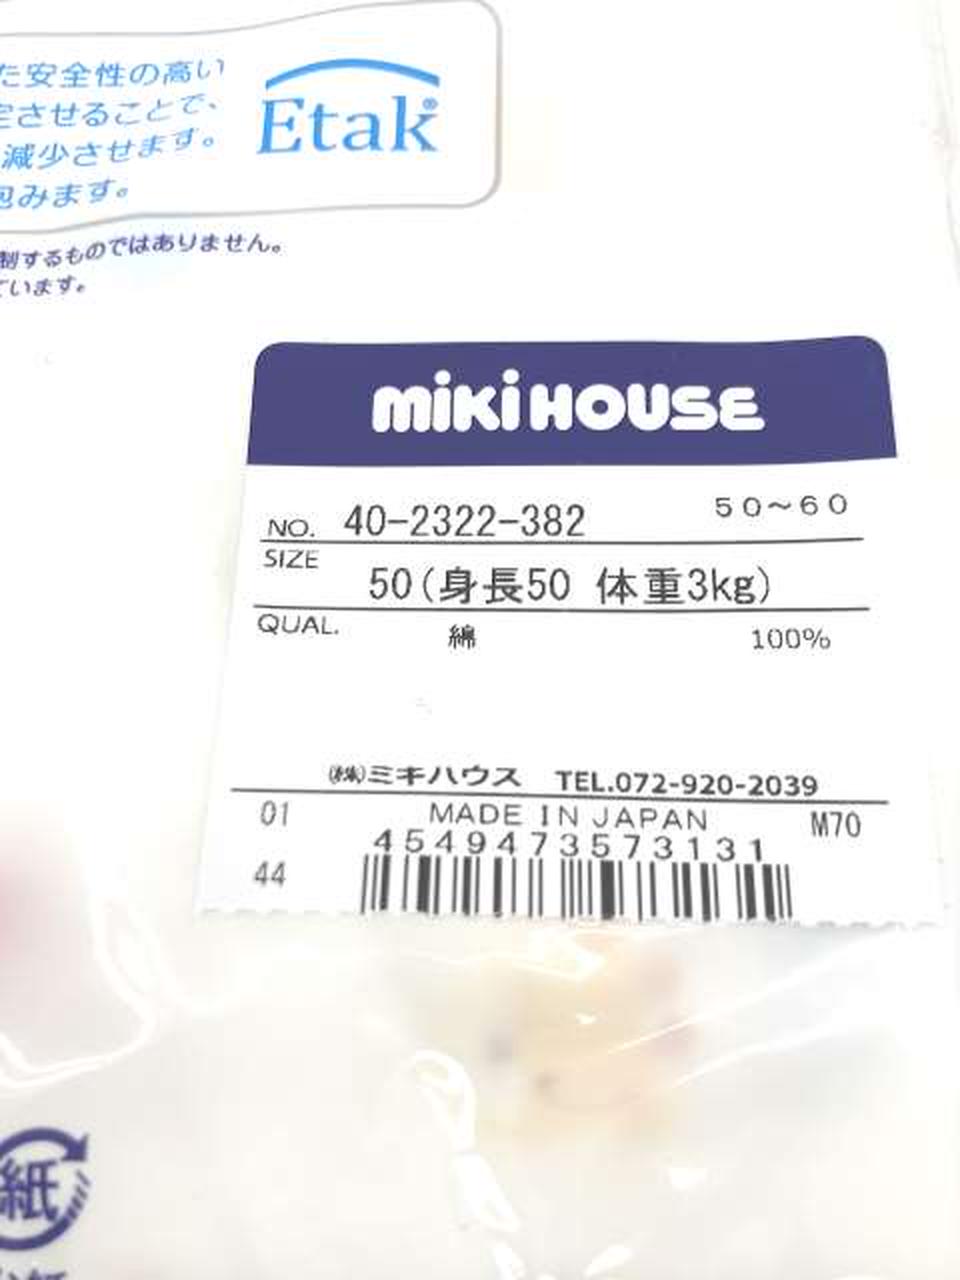 た安全性の高い
定させることで、
減少させます。
包みます。
Etak®
制するものではありません。
ています。
mikiHOUSE
NO. 40-2322-382 50~60
SIZE
50(身長50 体重3kg)
QUAL. 綿 100%
㈱ミキハウス TEL.072-920-2039
01 MADE IN JAPAN M70
4549473573131
44
紙